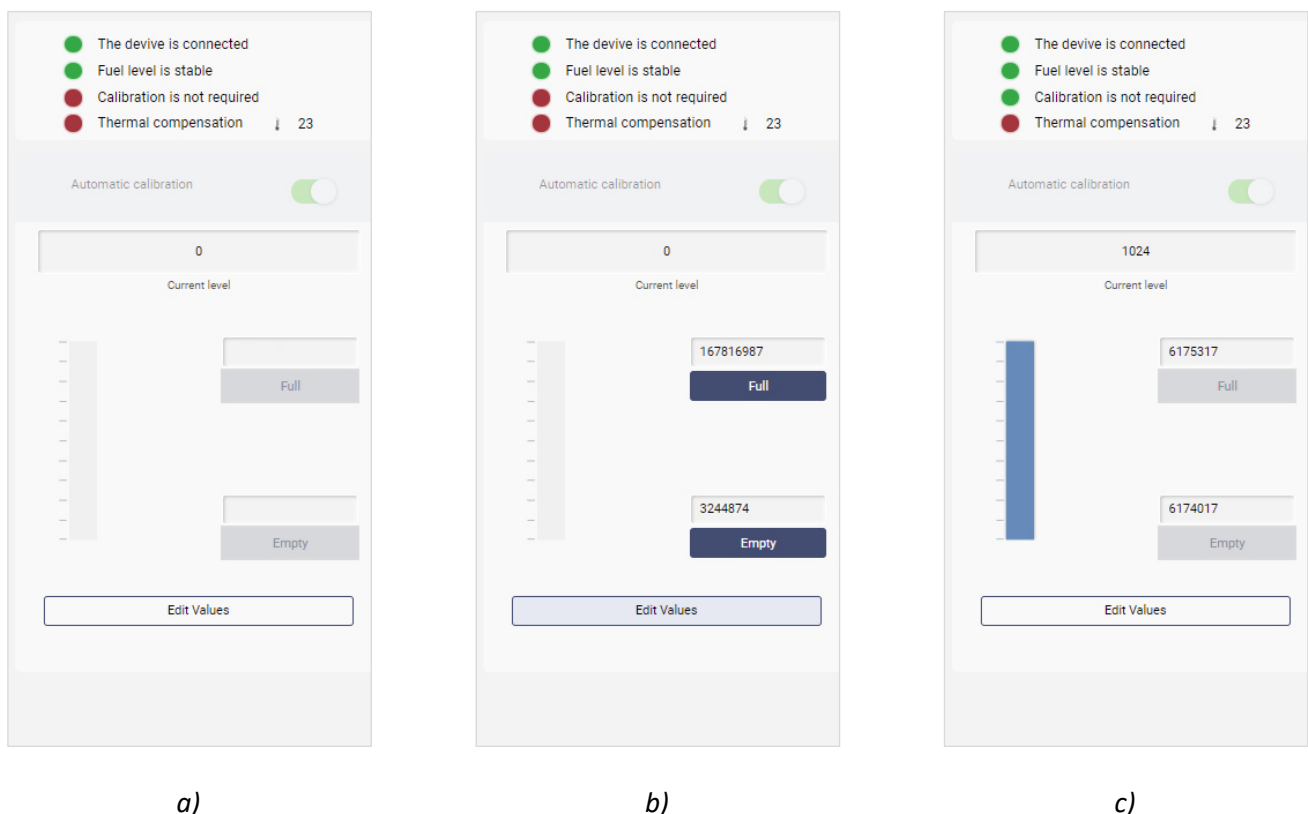 The devive is connected
Fuel level is stable
Calibration is not required
Thermal compensation 23
Automatic calibration
0
Current level
Full
Empty
Edit Values
a)
The devive is connected
Fuel level is stable
Calibration is not required
Thermal compensation 23
Automatic calibration
0
Current level
167816987
Full
3244874
Empty
Edit Values
b)
The devive is connected
Fuel level is stable
Calibration is not required
Thermal compensation 23
Automatic calibration
1024
Current level
6175317
Full
6174017
Empty
Edit Values
c)